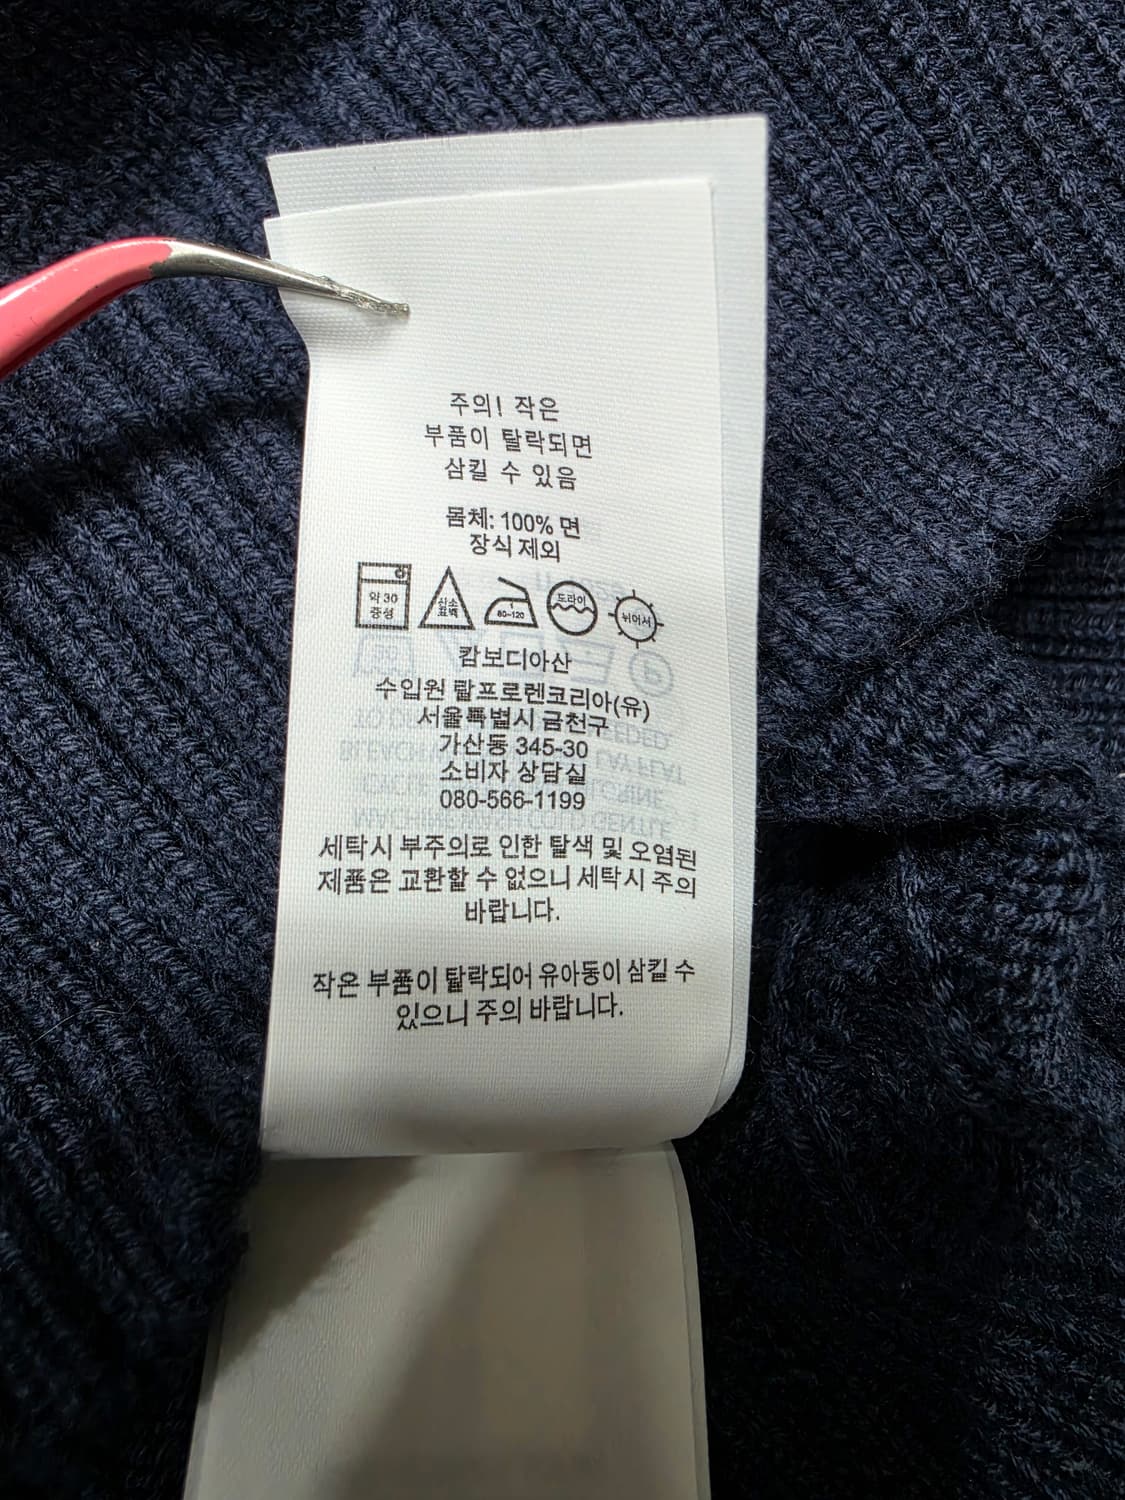 주의! 작은
부품이 탈락되면
삼킬 수 있음
몸체: 100% 면
장식 제외
약 30
중성
산소
표백
1
80~120
드라이
뉘어서
캄보디아산
수입원 랄프로렌코리아(유)
서울특별시 금천구
가산동 345-30
소비자 상담실
080-566-1199
세탁시 부주의로 인한 탈색 및 오염된
제품은 교환할 수 없으니 세탁시 주의
바랍니다.
작은 부품이 탈락되어 유아동이 삼킬 수
있으니 주의 바랍니다.